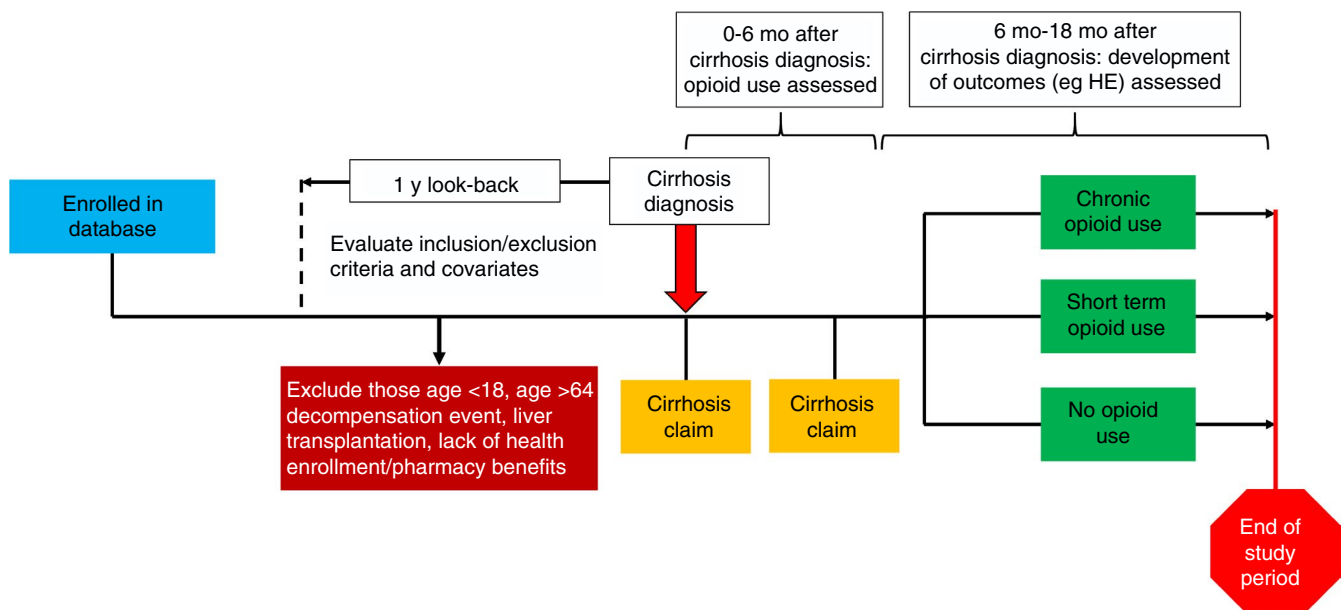 0-6 mo after
cirrhosis diagnosis:
opioid use assessed
6 mo-18 mo after
cirrhosis diagnosis: development
of outcomes (eg HE) assessed
Enrolled in
database
1 y look-back
Cirrhosis
diagnosis
Evaluate inclusion/exclusion
criteria and covariates
Chronic
opioid use
Short term
opioid use
No opioid
use
Exclude those age <18, age >64
decompensation event, liver
transplantation, lack of health
enrollment/pharmacy benefits
Cirrhosis
claim
Cirrhosis
claim
End of
study
period